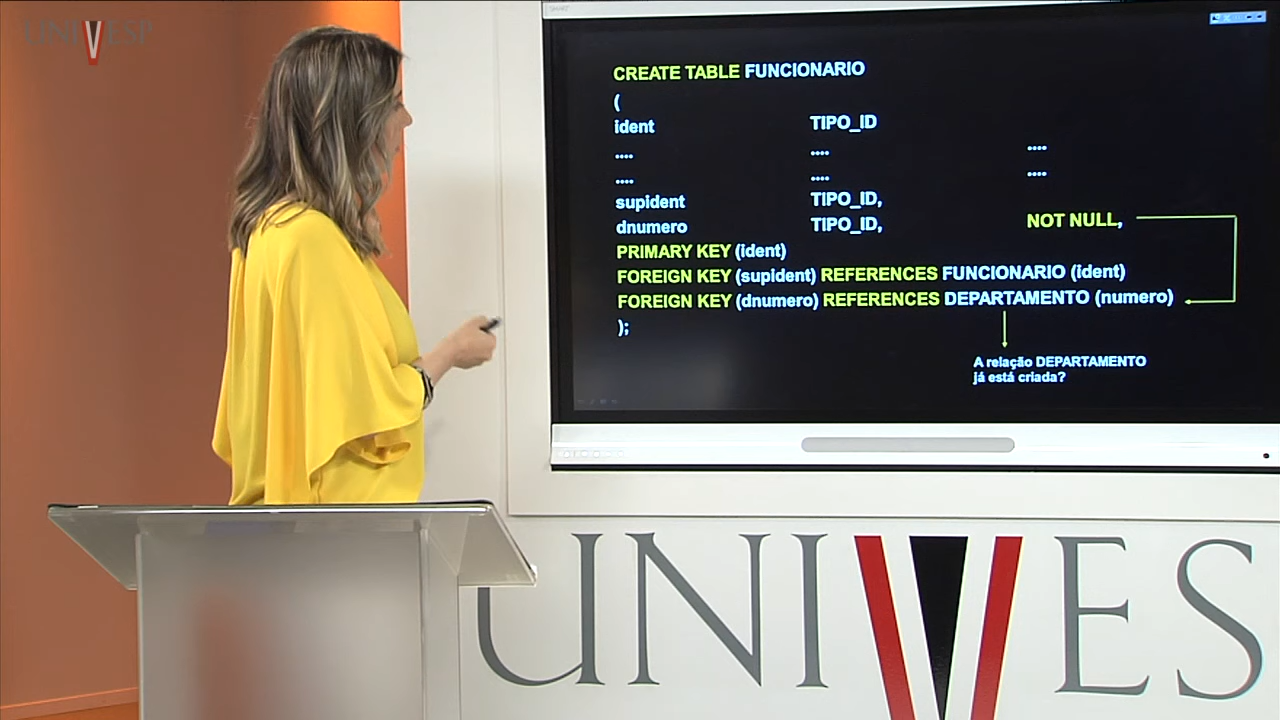 UNIVESP
CREATE TABLE FUNCIONARIO
(
ident TIPO_ID
.... .... ....
.... .... ....
supident TIPO_ID,
dnumero TIPO_ID, NOT NULL,
PRIMARY KEY (ident)
FOREIGN KEY (supident) REFERENCES FUNCIONARIO (ident)
FOREIGN KEY (dnumero) REFERENCES DEPARTAMENTO (numero)
);
A relação DEPARTAMENTO
já está criada?
UNIVES